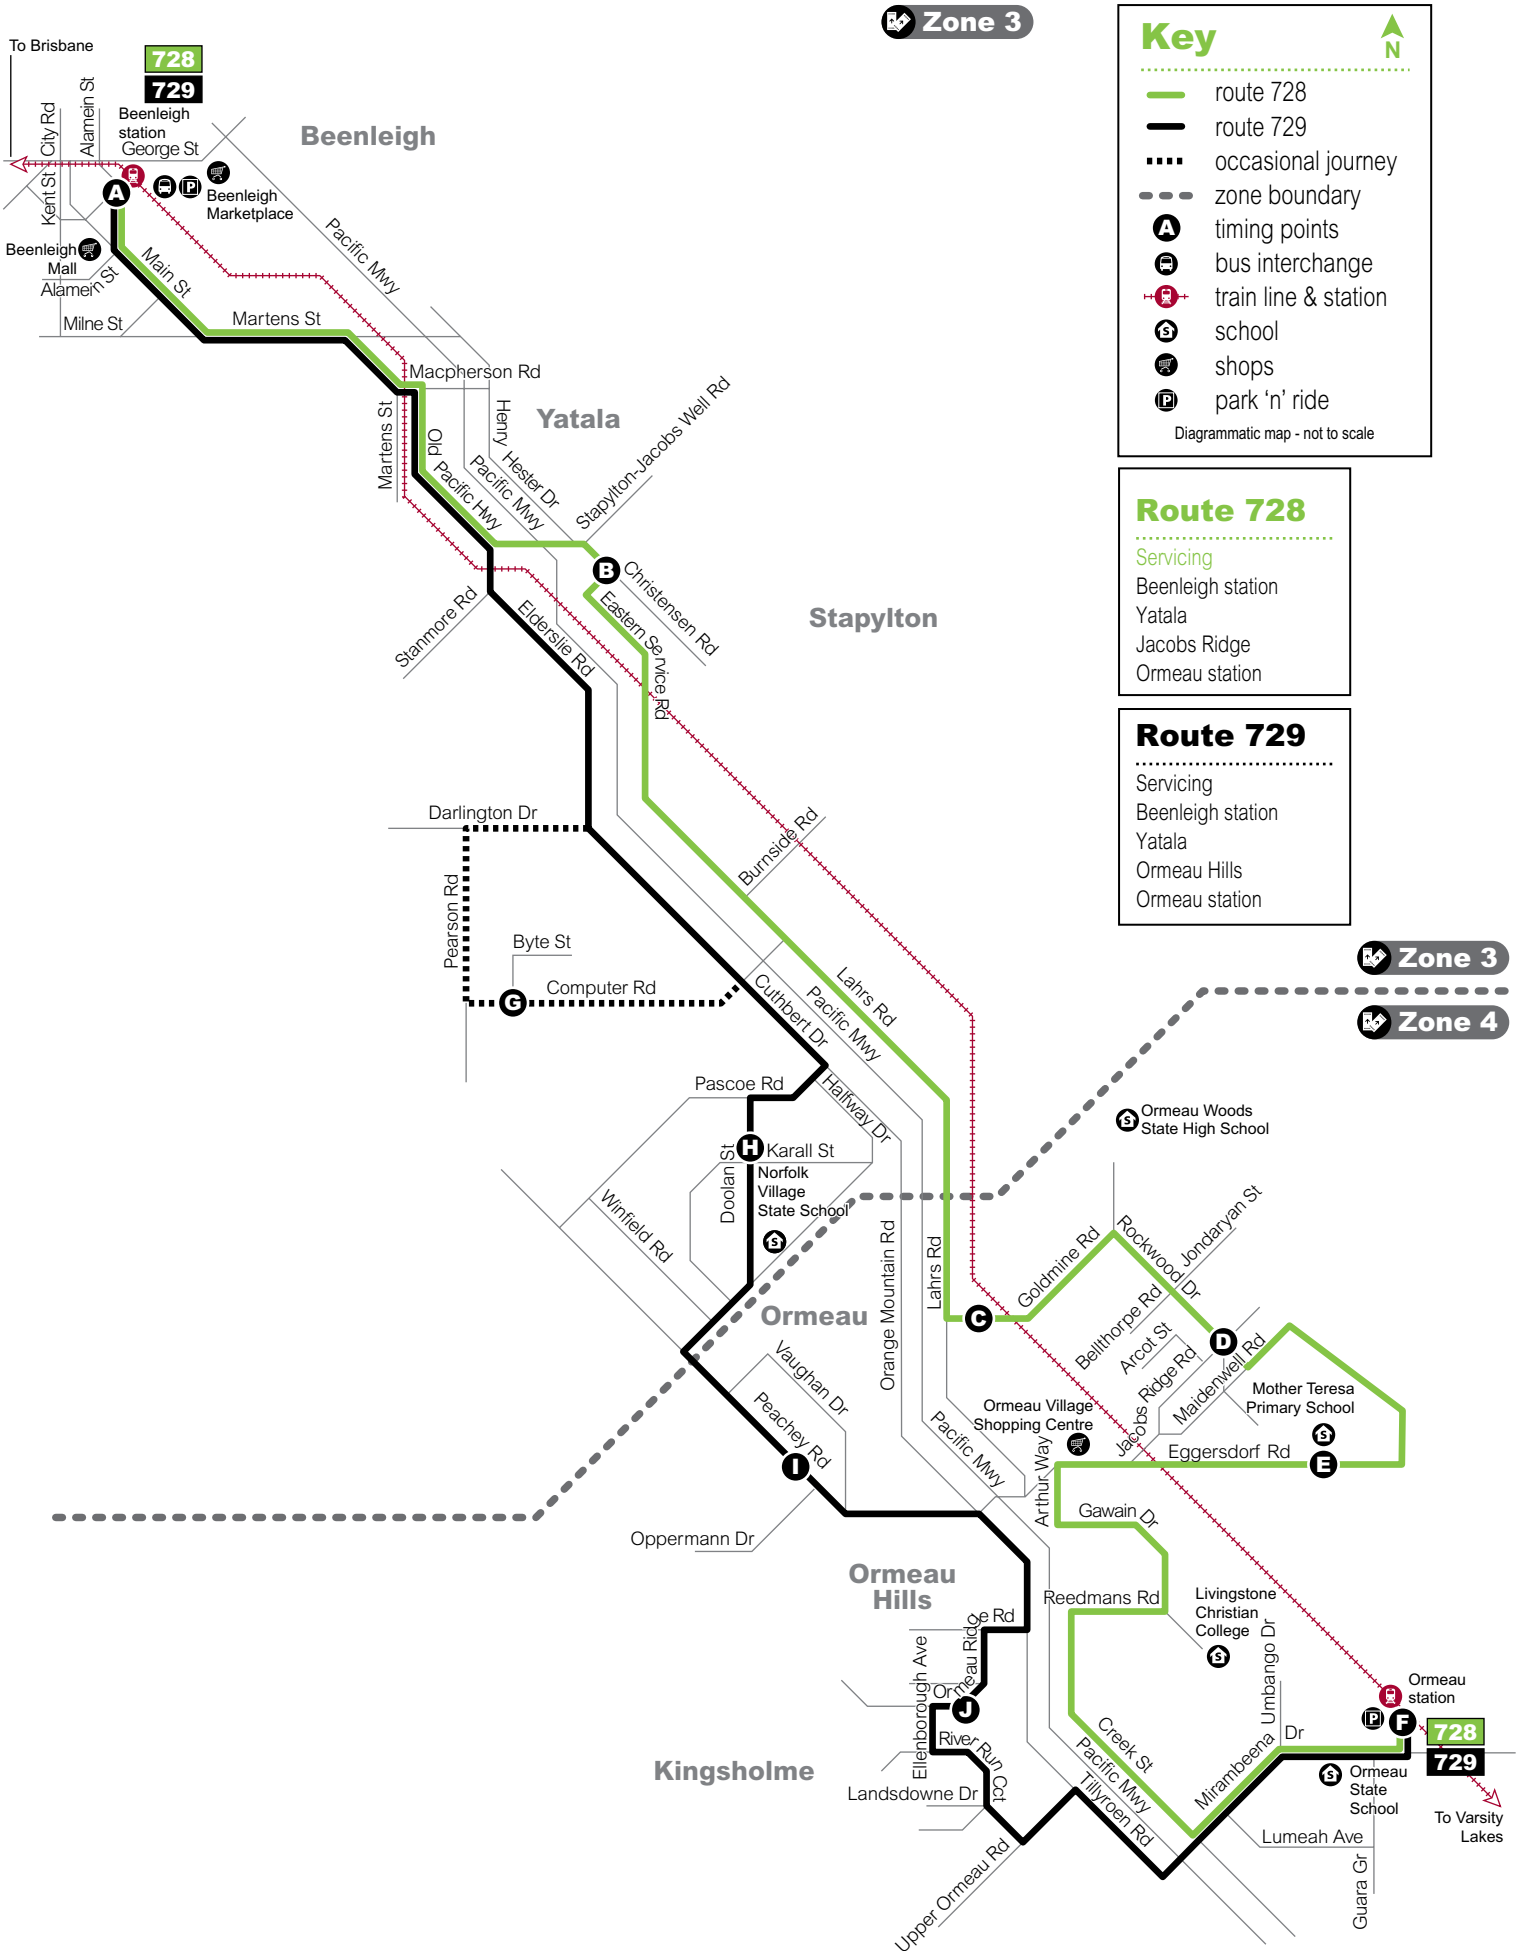 Zone 3
Key
N
route 728
route 729
occasional journey
zone boundary
A
timing points
bus interchange
train line & station
S
school
shops
P
park ‘n’ ride
Diagrammatic map - not to scale
Route 728
Servicing
Beenleigh station
Yatala
Jacobs Ridge
Ormeau station
Route 729
Servicing
Beenleigh station
Yatala
Ormeau Hills
Ormeau station
Zone 3
Zone 4
To Brisbane
728
729
City Rd
Alamein St
Beenleigh
station
George St
Beenleigh
Kent St
A
P
Beenleigh
Marketplace
Beenleigh
Mall
Alamein St
Main St
Pacific Mwy
Milne St
Martens St
Macpherson Rd
Martens St
Old
Pacific Hwy
Henry
Hester Dr
Pacific Mwy
Yatala
Stapylton-Jacobs Well Rd
B
Christensen Rd
Stapylton
Stanmore Rd
Elderslie Rd
Eastern Service Rd
Darlington Dr
Pearson Rd
Burnside Rd
Byte St
G
Computer Rd
Cuthbert Dr
Pacific Mwy
Lahrs Rd
Pascoe Rd
Halfway Dr
H
Karall St
Doolan St
Norfolk
Village
State School
S
Winfield Rd
S
Ormeau Woods
State High School
Orange Mountain Rd
Lahrs Rd
Goldmine Rd
Rockwood Dr
Jondaryan St
Ormeau
C
D
Bellthorpe Rd
Arcot St
Jacobs Ridge Rd
Maidenwell Rd
Vaughan Dr
Peachey Rd
I
Mother Teresa
Primary School
S
Ormeau Village
Shopping Centre
Pacific Mwy
Arthur Way
Eggersdorf Rd
E
Gawain Dr
Oppermann Dr
Ormeau
Hills
Reedmans Rd
Livingstone
Christian
College
S
Umbango Dr
Ormeau Ridge Rd
Ellenborough Ave
J
River Run Cct
Kingsholme
Landsdowne Dr
Creek St
Pacific Mwy
Tillyroen Rd
Mirambeena Dr
Upper Ormeau Rd
Ormeau
station
P
F
728
729
S
Ormeau
State
School
To Varsity
Lakes
Lumeah Ave
Guara Gr